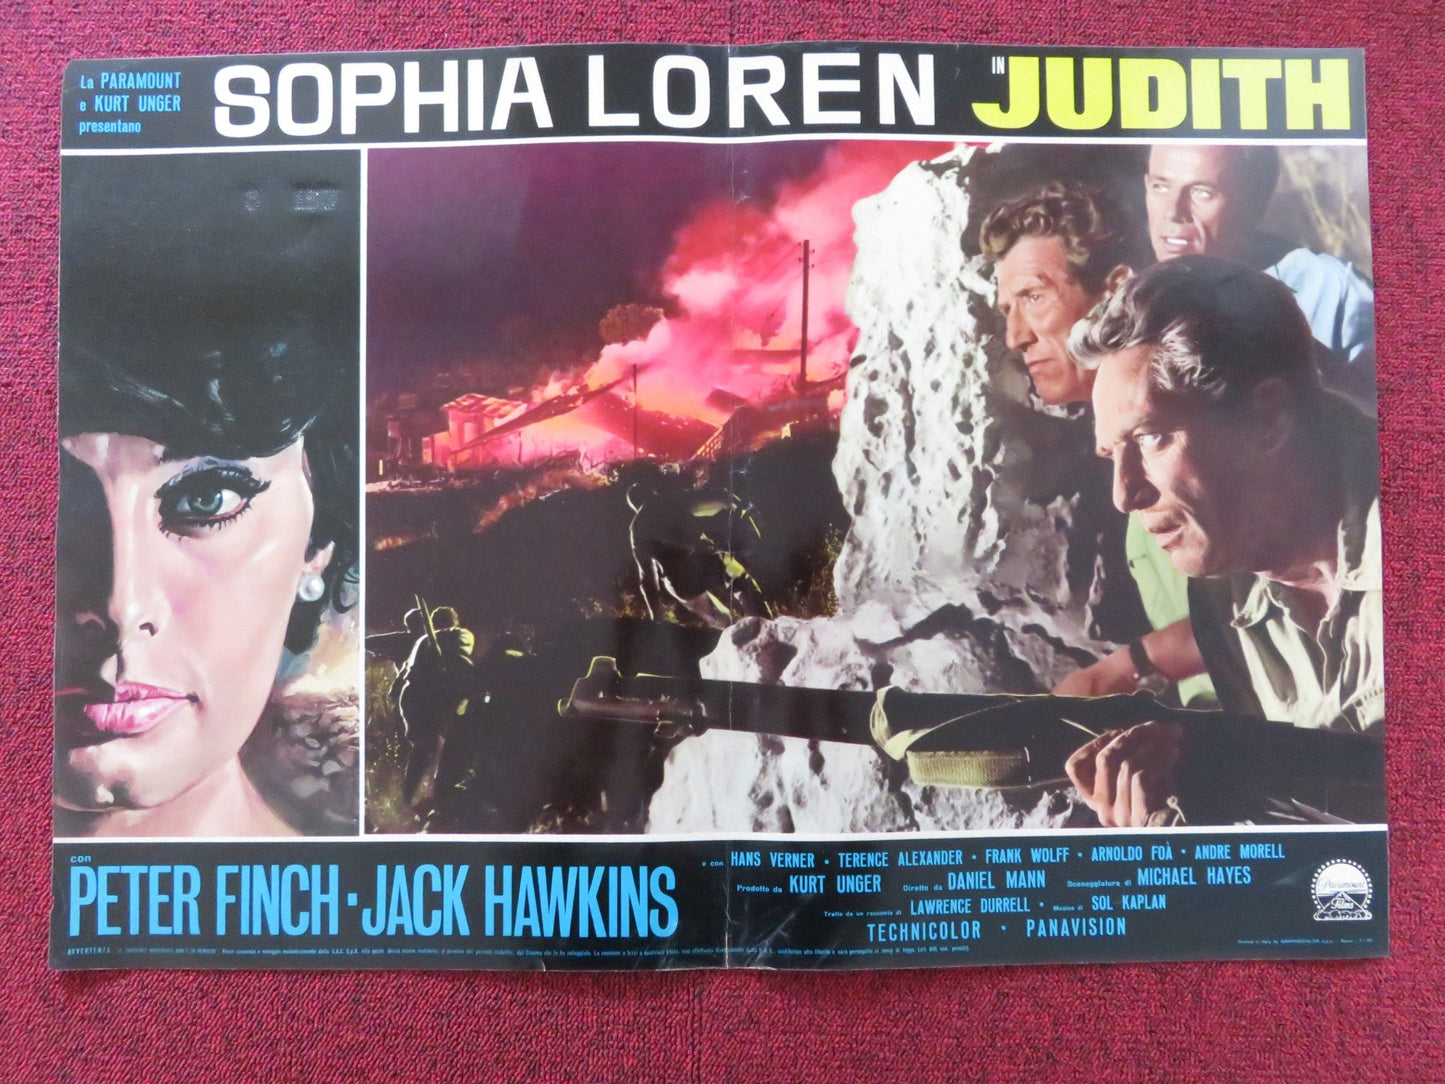 La PARAMOUNT
e KURT UNGER
presentano
SOPHIA LOREN IN JUDITH
con
PETER FINCH · JACK HAWKINS
e con HANS VERNER · TERENCE ALEXANDER · FRANK WOLFF · ARNOLDO FOÀ · ANDRE MORELL
Prodotto da KURT UNGER Diretto da DANIEL MANN Sceneggiatura di MICHAEL HAYES
Tratto da un racconto di LAWRENCE DURRELL · Musica di SOL KAPLAN
TECHNICOLOR · PANAVISION
Paramount
Films
AVVERTENZA